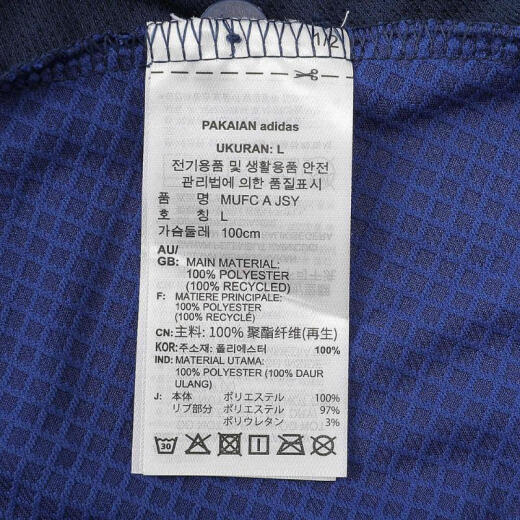 1/2
PAKAIAN adidas
UKURAN: L
전기용품 및 생활용품 안전
관리법에 의한 품질표시
품 명 MUFC A JSY
호 칭 L
가슴둘레 100cm
AU/
GB: MAIN MATERIAL:
100% POLYESTER
(100% RECYCLED)
F: MATIERE PRINCIPALE:
100% POLYESTER
(100% RECYCLÉ)
CN: 主料: 100% 聚酯纤维(再生)
KOR: 주소재: 폴리에스터 100%
IND: MATERIAL UTAMA:
100% POLYESTER (100% DAUR
ULANG)
J: 本体 ポリエステル 100%
リブ部分 ポリエステル 97%
ポリウレタン 3%
30